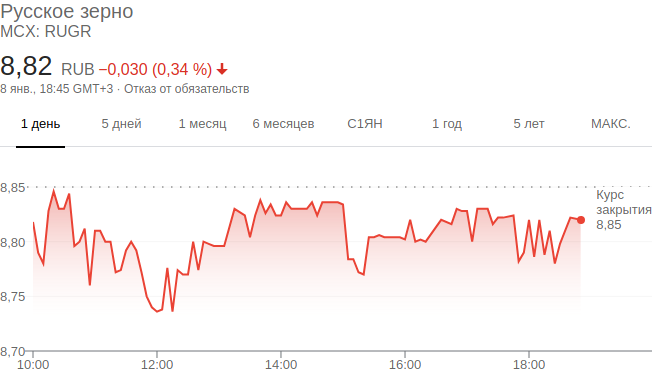 Русское зерно
MCX: RUGR
8,82 RUB −0,030 (0,34 %)
8 янв., 18:45 GMT+3 · Отказ от обязательств
1 день 5 дней 1 месяц 6 месяцев С1ЯН 1 год 5 лет МАКС.
8,85
Курс
закрытия
8,85
8,80
8,75
8,70
10:00 12:00 14:00 16:00 18:00